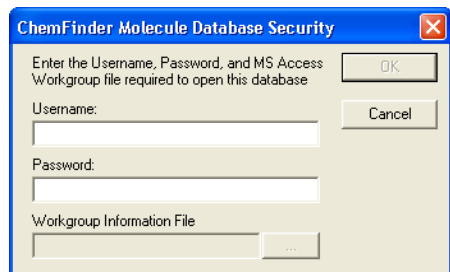 ChemFinder Molecule Database Security
Enter the Username, Password, and MS Access
Workgroup file required to open this database
OK
Username:
Cancel
Password:
Workgroup Information File
...